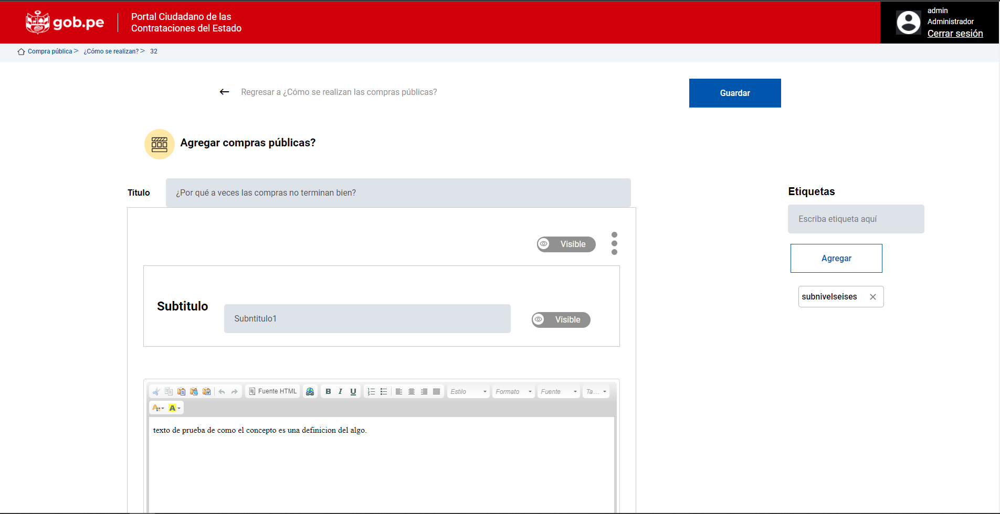 gob.pe
Portal Ciudadano de las
Contrataciones del Estado
admin
Administrador
Cerrar sesión
Compra pública > ¿Cómo se realizan? > 32
Regresar a ¿Cómo se realizan las compras públicas?
Guardar
Agregar compras públicas?
Título
¿Por qué a veces las compras no terminan bien?
Etiquetas
Escriba etiqueta aquí
Agregar
subnivelseises
Visible
Subtitulo
Subntitulo1
Visible
Fuente HTML
B I U
Estilo
Formato
Fuente
Ta...
A A
texto de prueba de como el concepto es una definicion del algo.